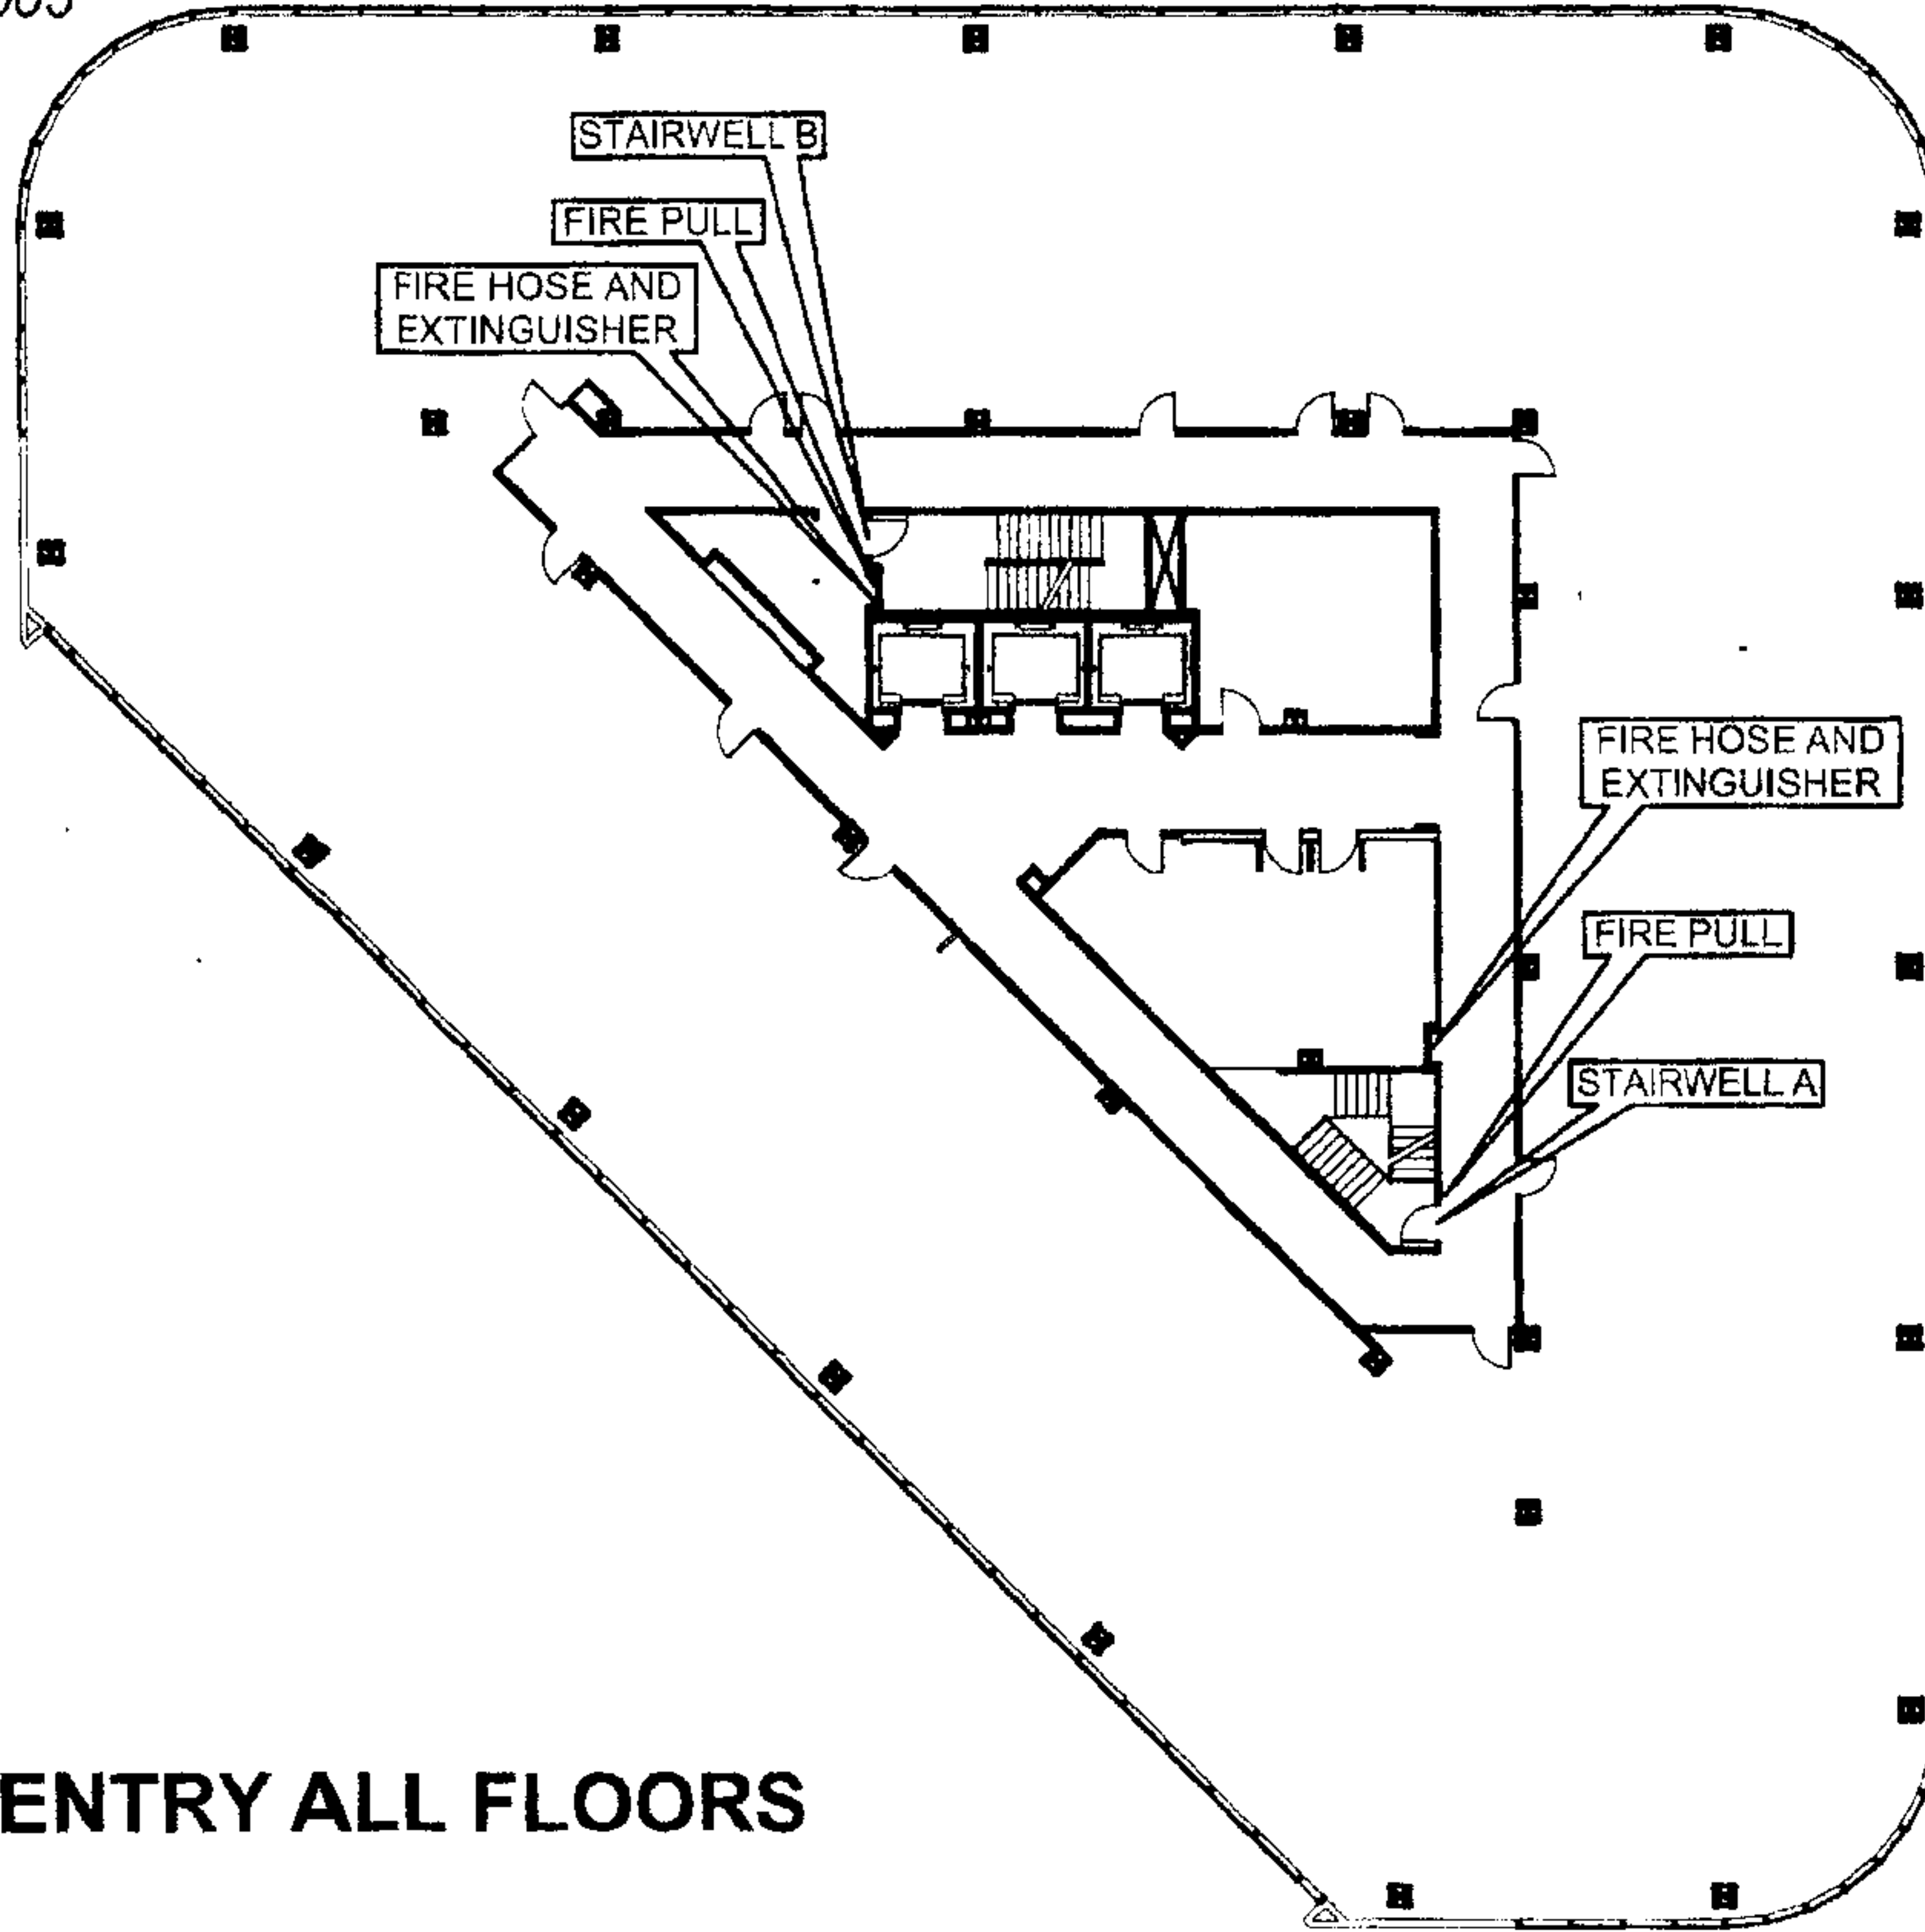 STAIRWELL B
FIRE PULL
FIRE HOSE AND
EXTINGUISHER
FIRE HOSE AND
EXTINGUISHER
FIRE PULL
STAIRWELL A
ENTRY ALL FLOORS